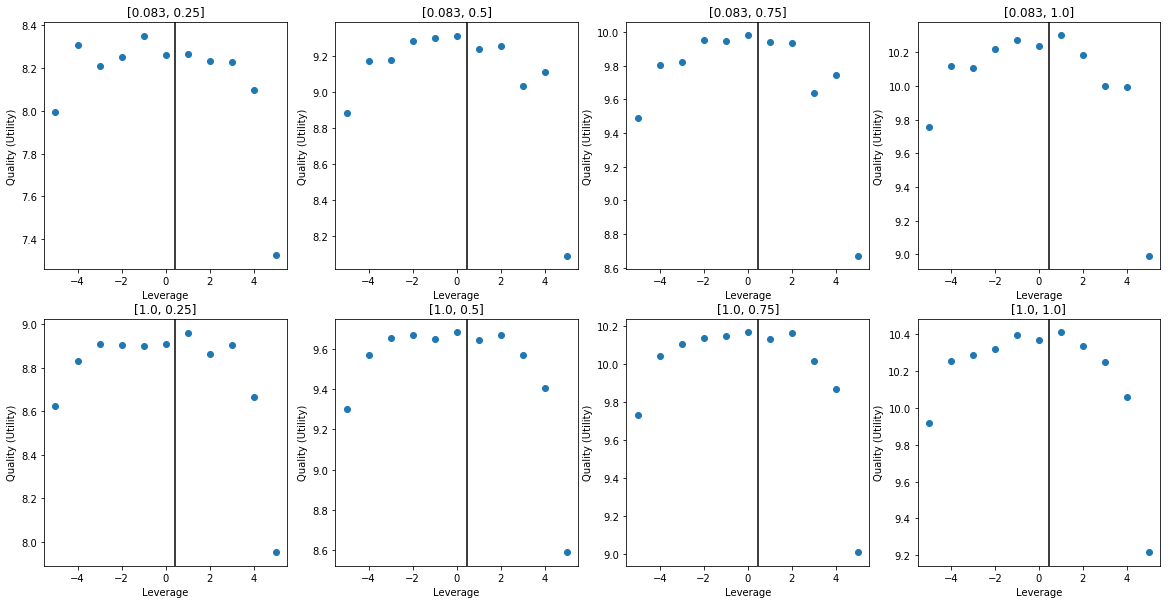 [0.083, 0.25]
8.4
8.2
8.0
7.8
7.6
7.4
Quality (Utility)
−4 −2 0 2 4
Leverage
[0.083, 0.5]
9.2
9.0
8.8
8.6
8.4
8.2
Quality (Utility)
−4 −2 0 2 4
Leverage
[0.083, 0.75]
10.0
9.8
9.6
9.4
9.2
9.0
8.8
8.6
Quality (Utility)
−4 −2 0 2 4
Leverage
[0.083, 1.0]
10.2
10.0
9.8
9.6
9.4
9.2
9.0
Quality (Utility)
−4 −2 0 2 4
Leverage
[1.0, 0.25]
9.0
8.8
8.6
8.4
8.2
8.0
Quality (Utility)
−4 −2 0 2 4
Leverage
[1.0, 0.5]
9.6
9.4
9.2
9.0
8.8
8.6
Quality (Utility)
−4 −2 0 2 4
Leverage
[1.0, 0.75]
10.2
10.0
9.8
9.6
9.4
9.2
9.0
Quality (Utility)
−4 −2 0 2 4
Leverage
[1.0, 1.0]
10.4
10.2
10.0
9.8
9.6
9.4
9.2
Quality (Utility)
−4 −2 0 2 4
Leverage